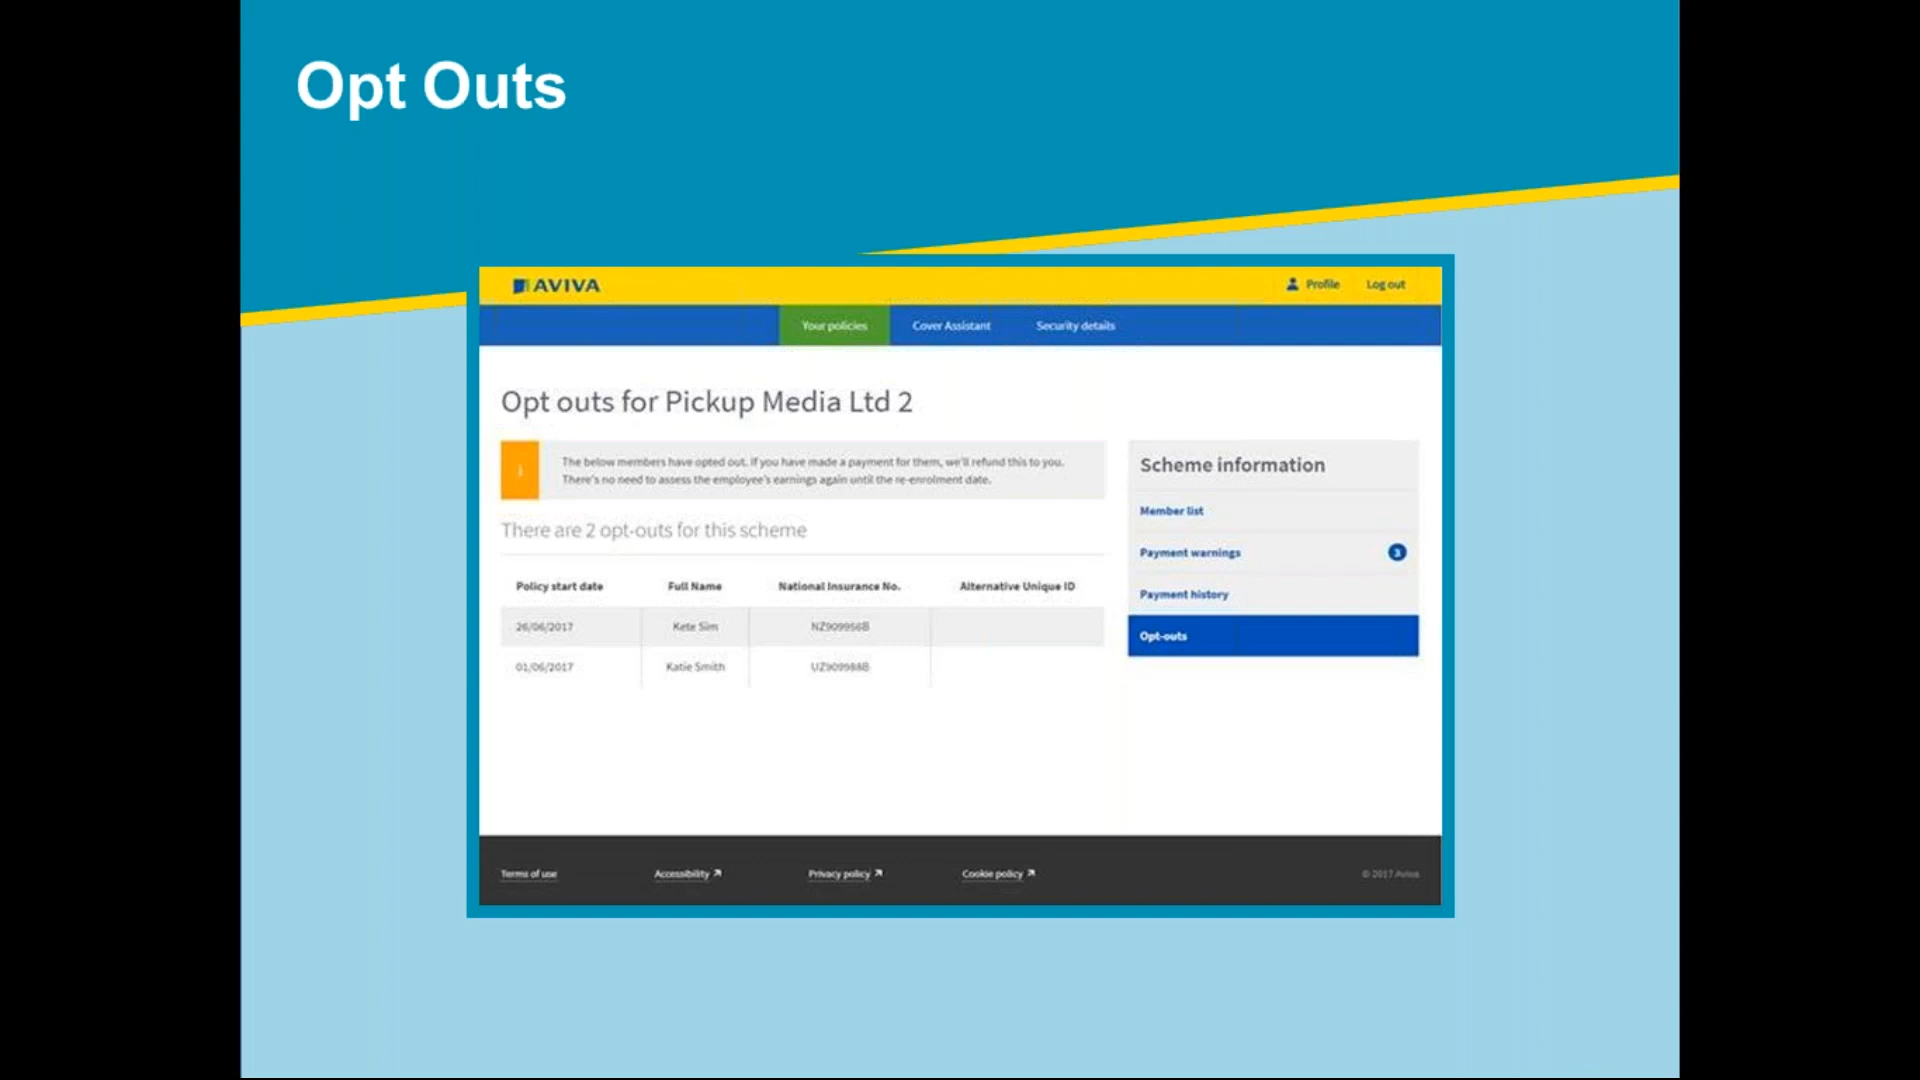 Opt Outs
AVIVA
Profile Log out
Your policies Cover Assistant Security details
Opt outs for Pickup Media Ltd 2
The below members have opted out. If you have made a payment for them, we'll refund this to you.
There's no need to assess the employee's earnings again until the re-enrolment date.
There are 2 opt-outs for this scheme
Policy start date Full Name National Insurance No. Alternative Unique ID
26/06/2017 Kete Sim NZ909956B
01/06/2017 Katie Smith UZ909988B
Scheme information
Member list
Payment warnings 3
Payment history
Opt-outs
Terms of use Accessibility Privacy policy Cookie policy © 2017 Aviva